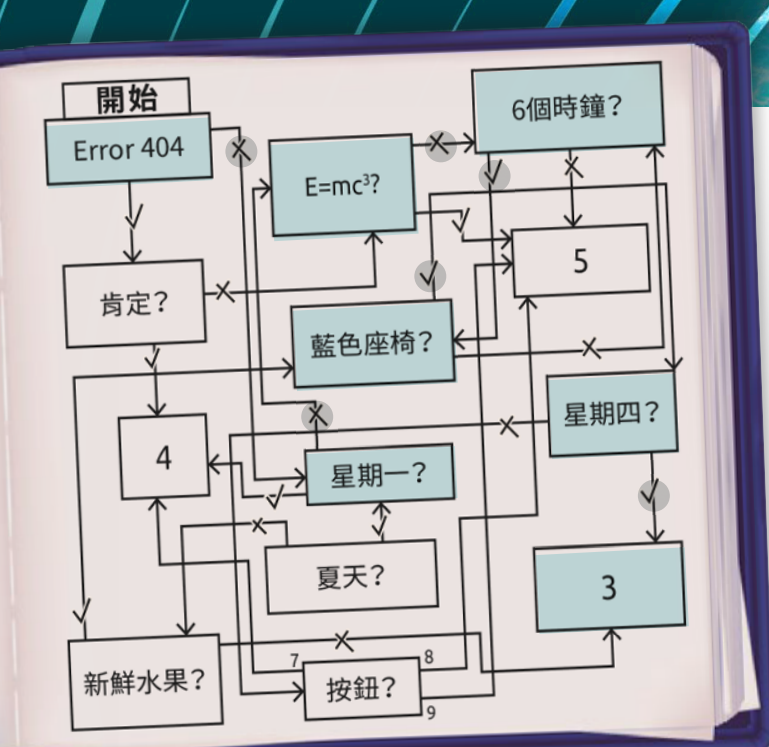 開始
Error 404
6個時鐘？
E=mc³?
5
肯定？
藍色座椅？
星期四？
4
星期一？
夏天？
3
新鮮水果？
7
8
按鈕？
9